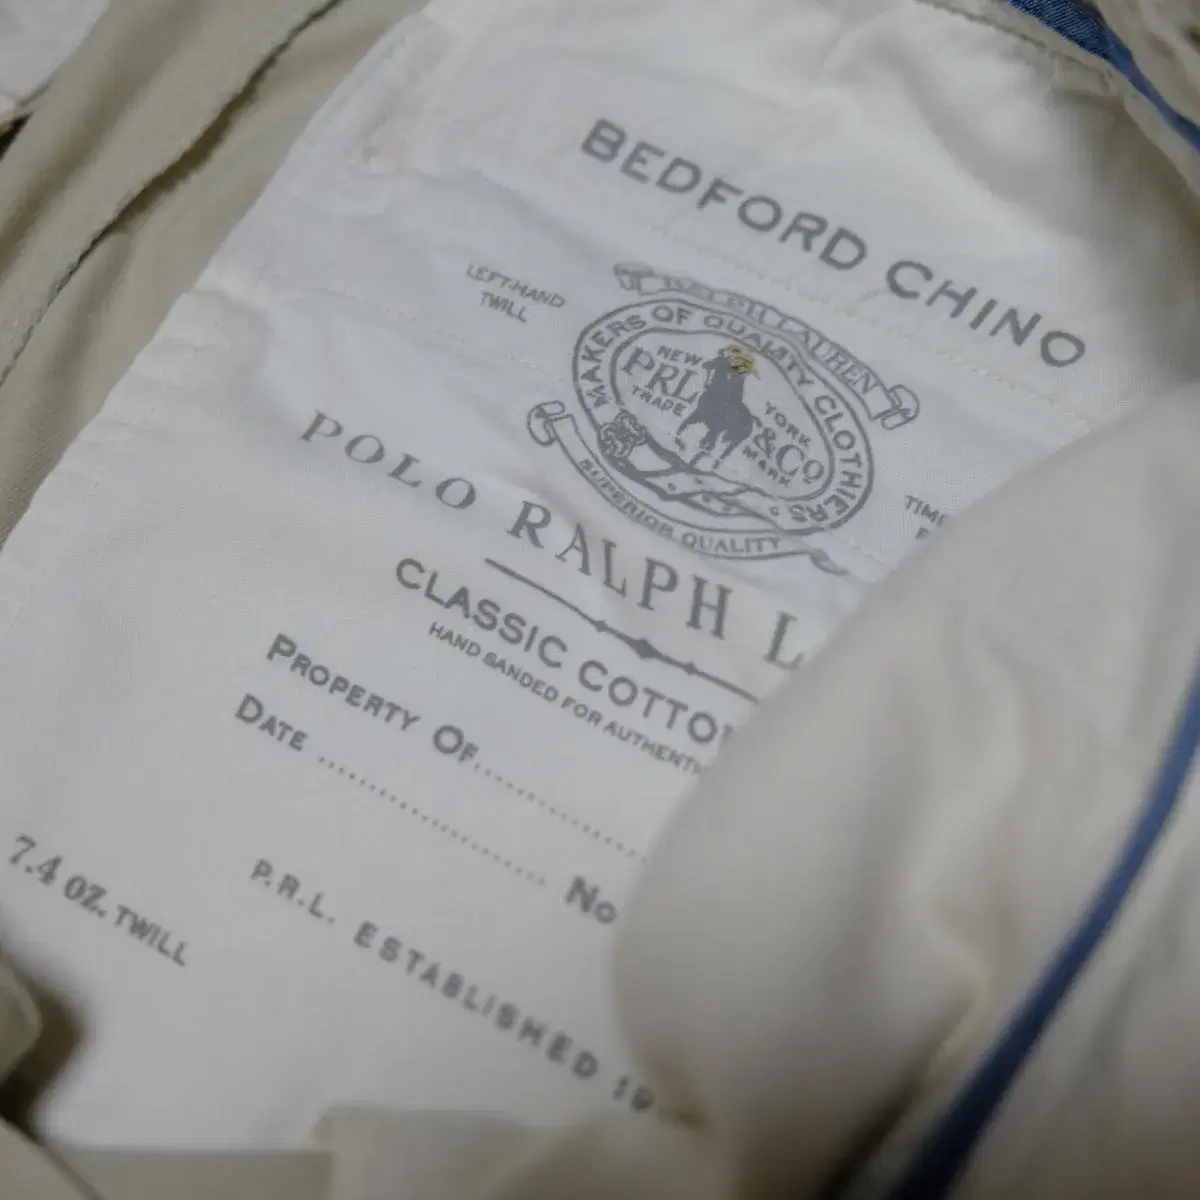 BEDFORD CHINO
LEFT-HAND
TWILL
RALPH LAUREN
MAKERS OF QUALITY CLOTHIERS
NEW YORK
PRL &Co
TRADE MARK
SUPERIOR QUALITY
POLO RALPH L
CLASSIC COTTO
HAND SANDED FOR AUTHENTI
PROPERTY OF
DATE No
7.4 OZ. TWILL
P.R.L. ESTABLISHED 19